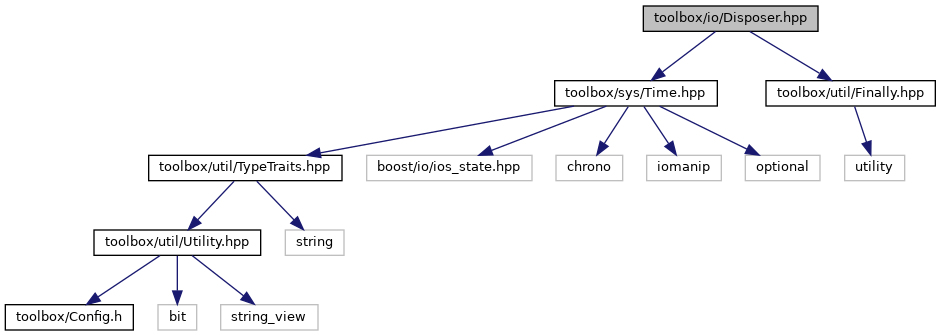 toolbox/io/Disposer.hpp
toolbox/sys/Time.hpp
toolbox/util/Finally.hpp
toolbox/util/TypeTraits.hpp
boost/io/ios_state.hpp
chrono
iomanip
optional
utility
toolbox/util/Utility.hpp
string
toolbox/Config.h
bit
string_view